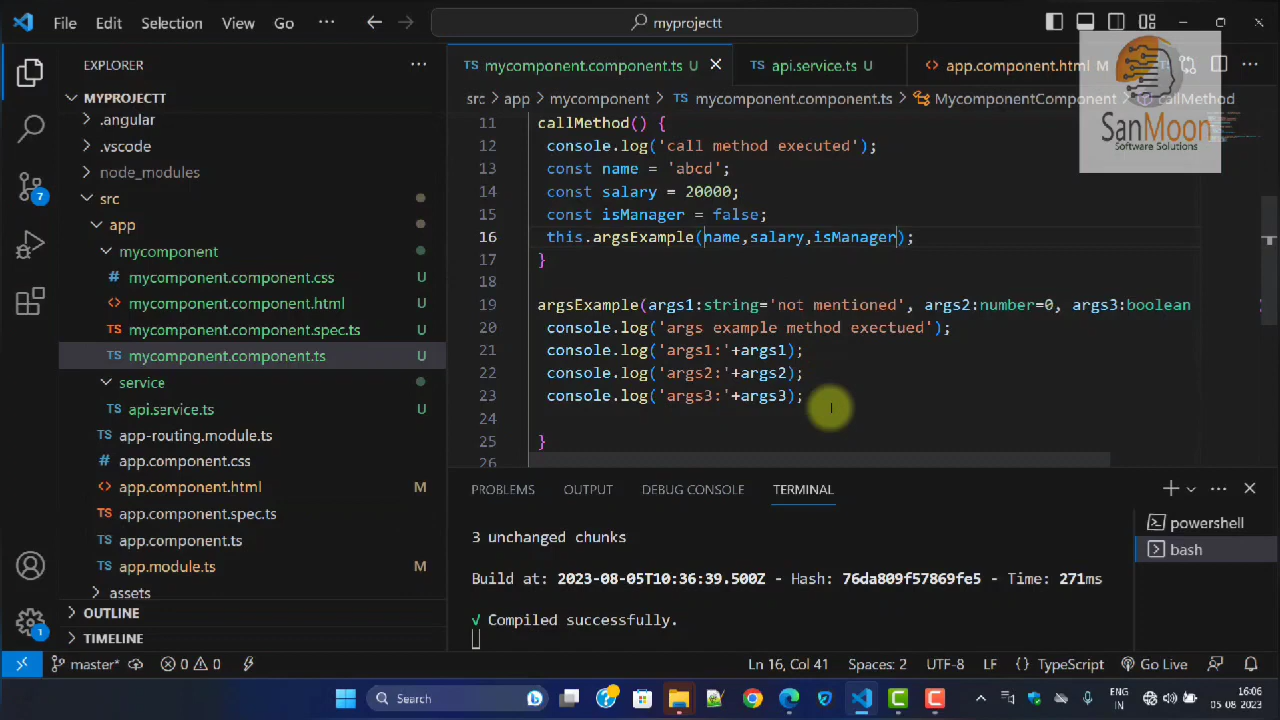 File Edit Selection View Go ··· myprojectt
EXPLORER ···
mycomponent.component.ts U
api.service.ts U
app.component.html M
MYPROJECTT
src > app > mycomponent > TS mycomponent.component.ts > MycomponentComponent > callMethod
SanMoon
Software Solutions
.angular
.vscode
node_modules
src
app
mycomponent
# mycomponent.component.css U
<> mycomponent.component.html U
TS mycomponent.component.spec.ts U
TS mycomponent.component.ts U
service
TS api.service.ts U
TS app-routing.module.ts
# app.component.css
<> app.component.html M
TS app.component.spec.ts
TS app.component.ts
TS app.module.ts M
assets
OUTLINE
TIMELINE
11 callMethod() {
12 console.log('call method executed');
13 const name = 'abcd';
14 const salary = 20000;
15 const isManager = false;
16 this.argsExample(name,salary,isManager);
17 }
18
19 argsExample(args1:string='not mentioned', args2:number=0, args3:boolean
20 console.log('args example method exectued');
21 console.log('args1:'+args1);
22 console.log('args2:'+args2);
23 console.log('args3:'+args3);
24
25 }
26
PROBLEMS OUTPUT DEBUG CONSOLE TERMINAL
3 unchanged chunks
Build at: 2023-08-05T10:36:39.500Z - Hash: 76da809f57869fe5 - Time: 271ms
√ Compiled successfully.
powershell
bash
7
1
master* 0 0 Ln 16, Col 41 Spaces: 2 UTF-8 LF {} TypeScript Go Live
Search ENG IN 16:06 05-08-2023